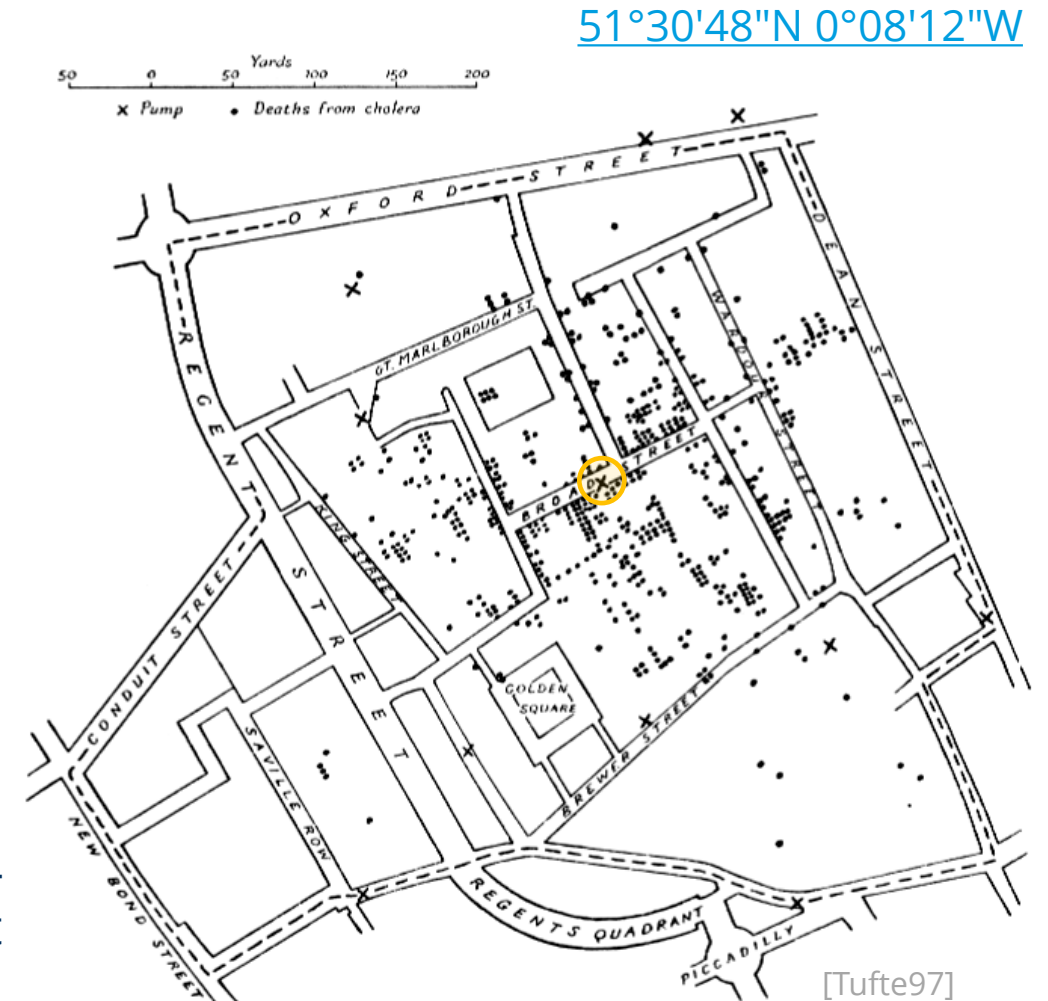 51°30'48"N 0°08'12"W
Yards
50 0 50 100 150 200
x Pump • Deaths from cholera
OXFORD STREET
DEAN STREET
REGENT STREET
GT. MARLBOROUGH ST.
WARDOUR STREET
BROAD STREET
KING STREET
CONDUIT STREET
GOLDEN
SQUARE
SAVILLE ROW
BREWER STREET
NEW BOND STREET
REGENTS QUADRANT
PICCADILLY
[Tufte97]